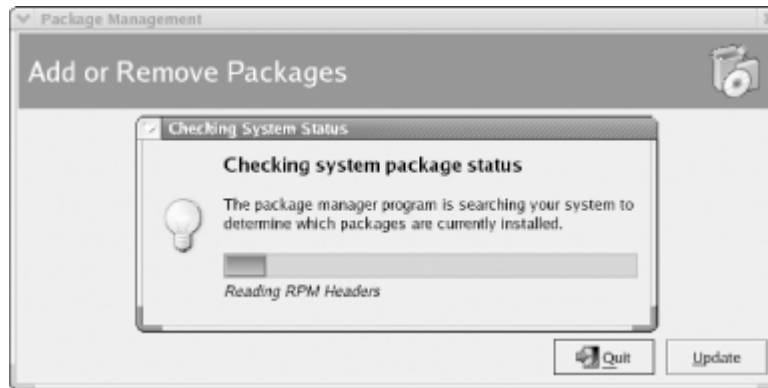 Package Management
Add or Remove Packages
Checking System Status
Checking system package status
The package manager program is searching your system to
determine which packages are currently installed.
Reading RPM Headers
Quit
Update